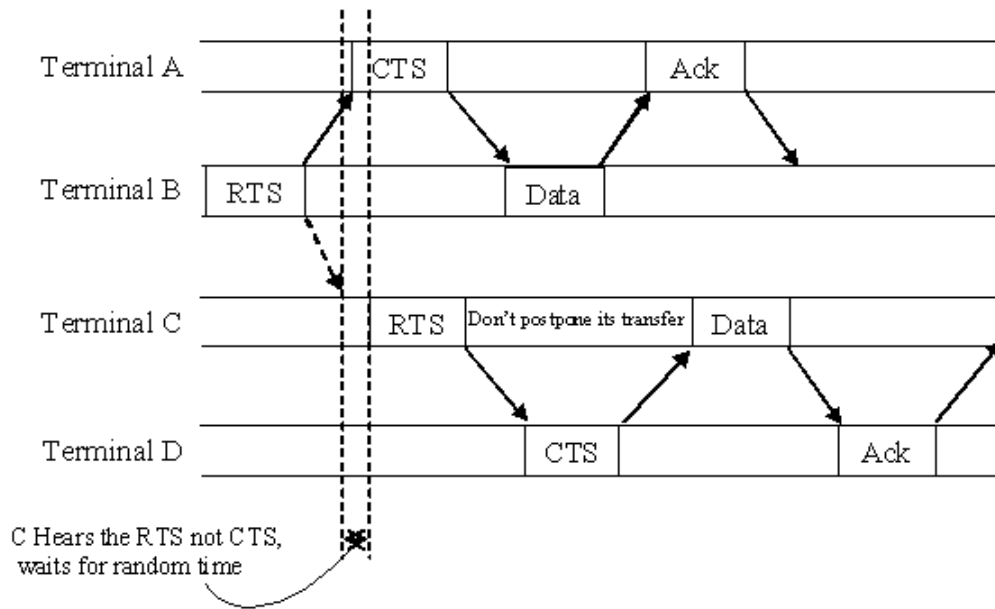 Terminal A CTS Ack
Terminal B RTS Data
Terminal C RTS Don't postpone its transfer Data
Terminal D CTS Ack
C Hears the RTS not CTS,
waits for random time